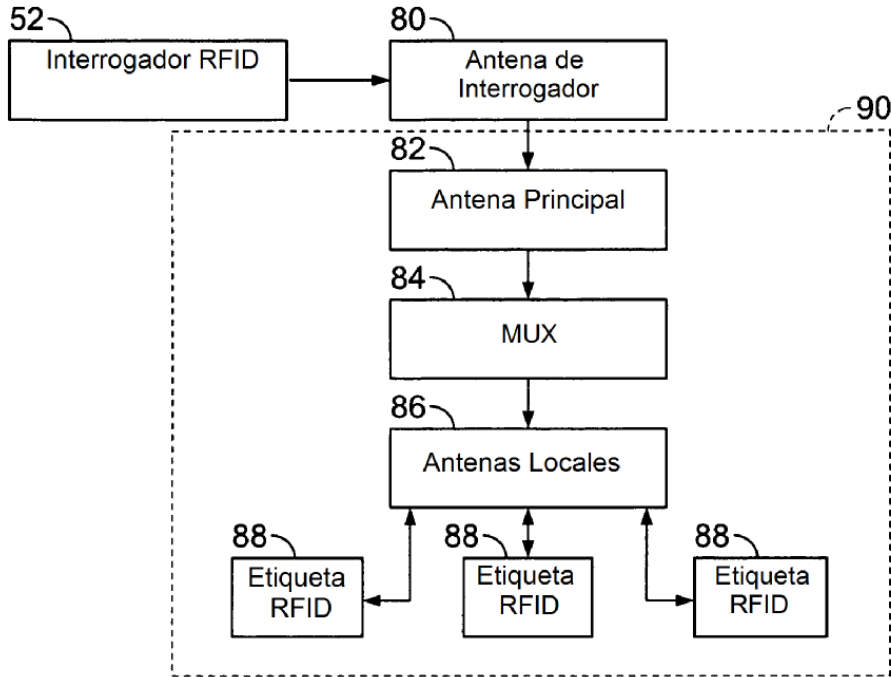 52
Interrogador RFID
80
Antena de
Interrogador
90
82
Antena Principal
84
MUX
86
Antenas Locales
88
Etiqueta
RFID
88
Etiqueta
RFID
88
Etiqueta
RFID